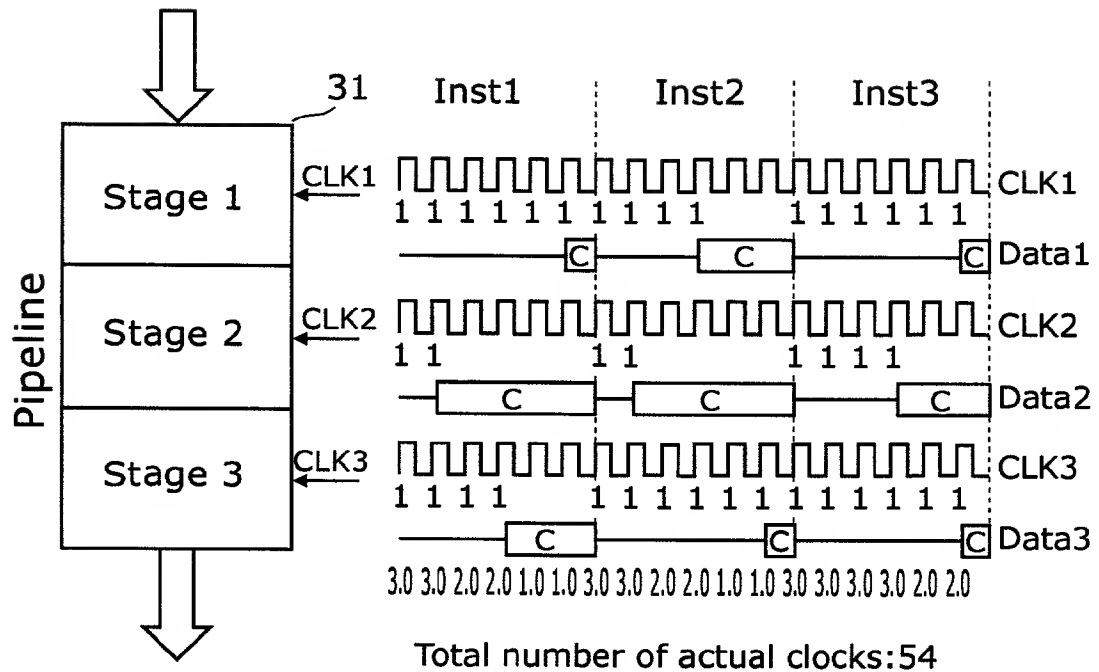 31
Inst1 Inst2 Inst3
Pipeline
Stage 1
CLK1
CLK1
1 1 1 1 1 1 1 1 1 1 1 1 1 1 1 1
C C C Data1
Stage 2
CLK2
CLK2
1 1 1 1 1 1 1 1
C C C Data2
Stage 3
CLK3
CLK3
1 1 1 1 1 1 1 1 1 1 1 1 1 1 1 1
C C C Data3
3.0 3.0 2.0 2.0 1.0 1.0 3.0 3.0 2.0 2.0 1.0 1.0 3.0 3.0 3.0 3.0 2.0 2.0
Total number of actual clocks:54